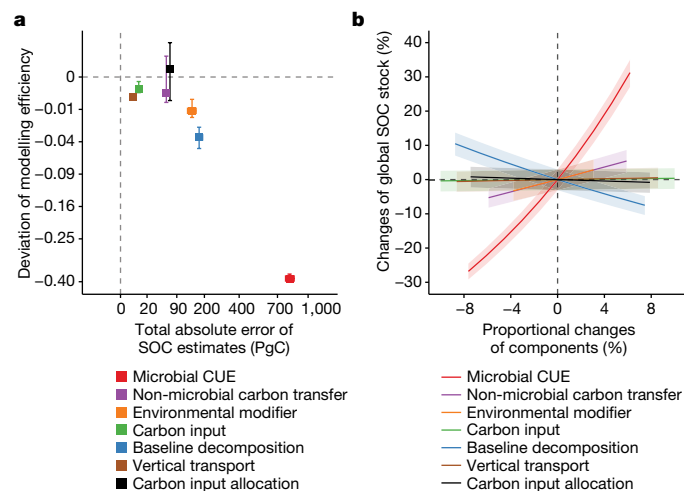 a
Deviation of modelling efficiency
0
−0.01
−0.04
−0.09
−0.16
−0.25
−0.40
0 20 90 200 400 700 1,000
Total absolute error of
SOC estimates (PgC)
Microbial CUE
Non-microbial carbon transfer
Environmental modifier
Carbon input
Baseline decomposition
Vertical transport
Carbon input allocation
b
Changes of global SOC stock (%)
40
30
20
10
0
−10
−20
−30
−8 −4 0 4 8
Proportional changes
of components (%)
Microbial CUE
Non-microbial carbon transfer
Environmental modifier
Carbon input
Baseline decomposition
Vertical transport
Carbon input allocation